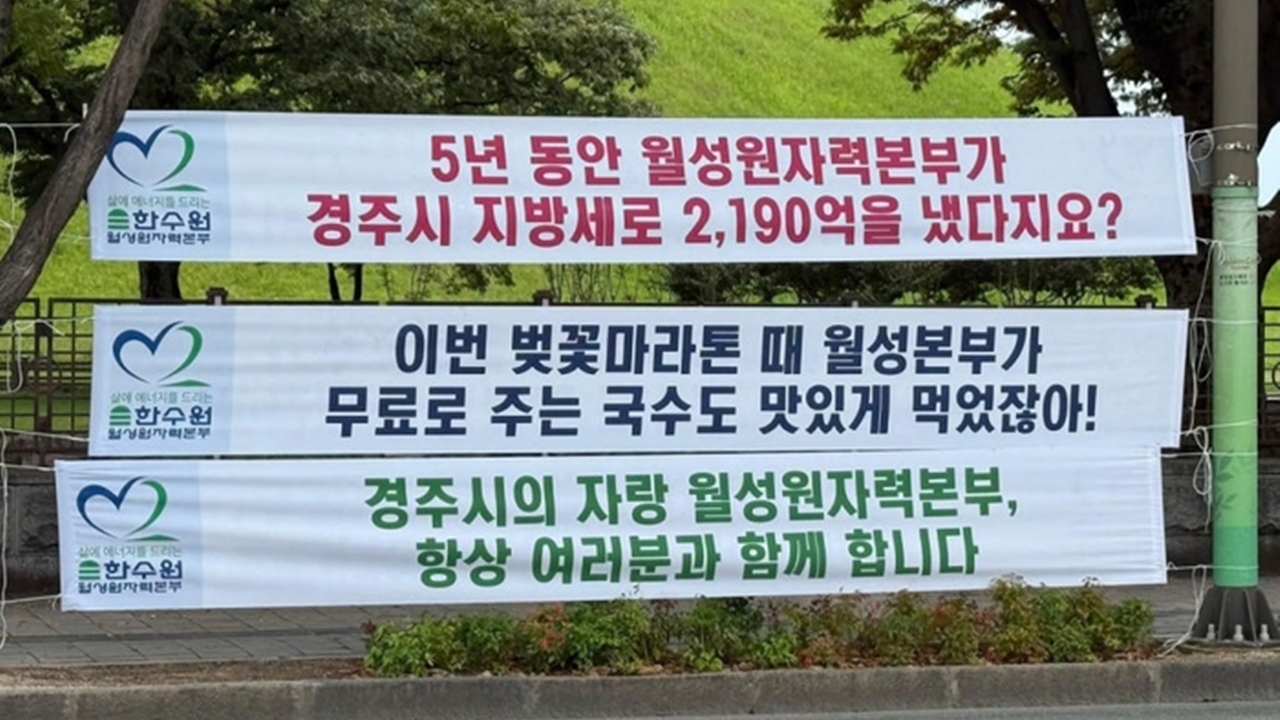 5년 동안 월성원자력본부가
경주시 지방세로 2,190억을 냈다지요?
삶에 에너지를 드리는
한수원
월성원자력본부
이번 벚꽃마라톤 때 월성본부가
무료로 주는 국수도 맛있게 먹었잖아!
삶에 에너지를 드리는
한수원
월성원자력본부
경주시의 자랑 월성원자력본부,
항상 여러분과 함께 합니다
삶에 에너지를 드리는
한수원
월성원자력본부